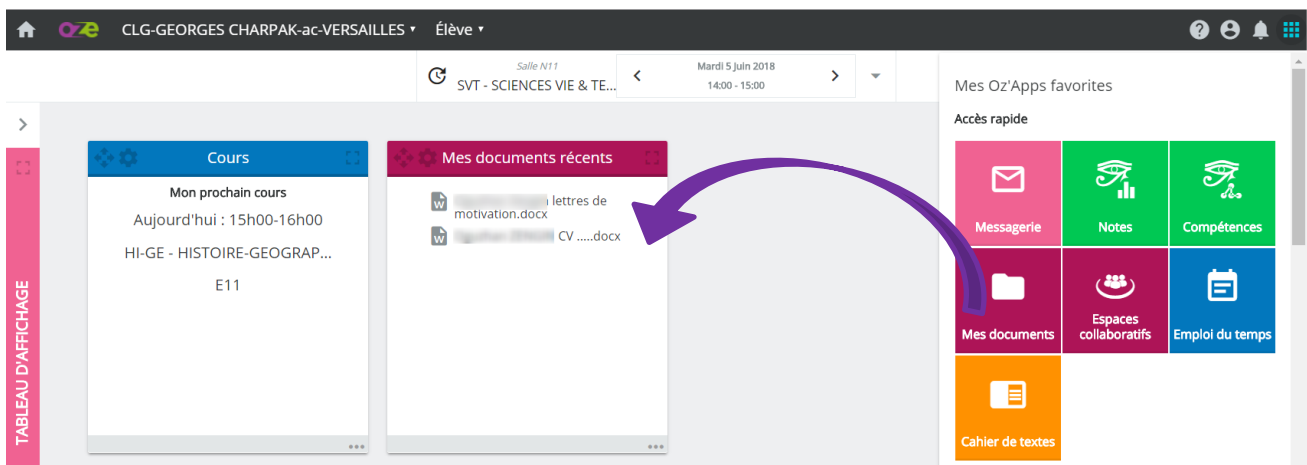 oze CLG-GEORGES CHARPAK-ac-VERSAILLES Élève
Salle N11
SVT - SCIENCES VIE & TE...
Mardi 5 Juin 2018
14:00 - 15:00
Mes Oz'Apps favorites
Accès rapide
TABLEAU D'AFFICHAGE
Cours
Mon prochain cours
Aujourd'hui : 15h00-16h00
HI-GE - HISTOIRE-GEOGRAP...
E11
Mes documents récents
lettres de
motivation.docx
CV .....docx
Messagerie
Notes
Compétences
Mes documents
Espaces
collaboratifs
Emploi du temps
Cahier de textes